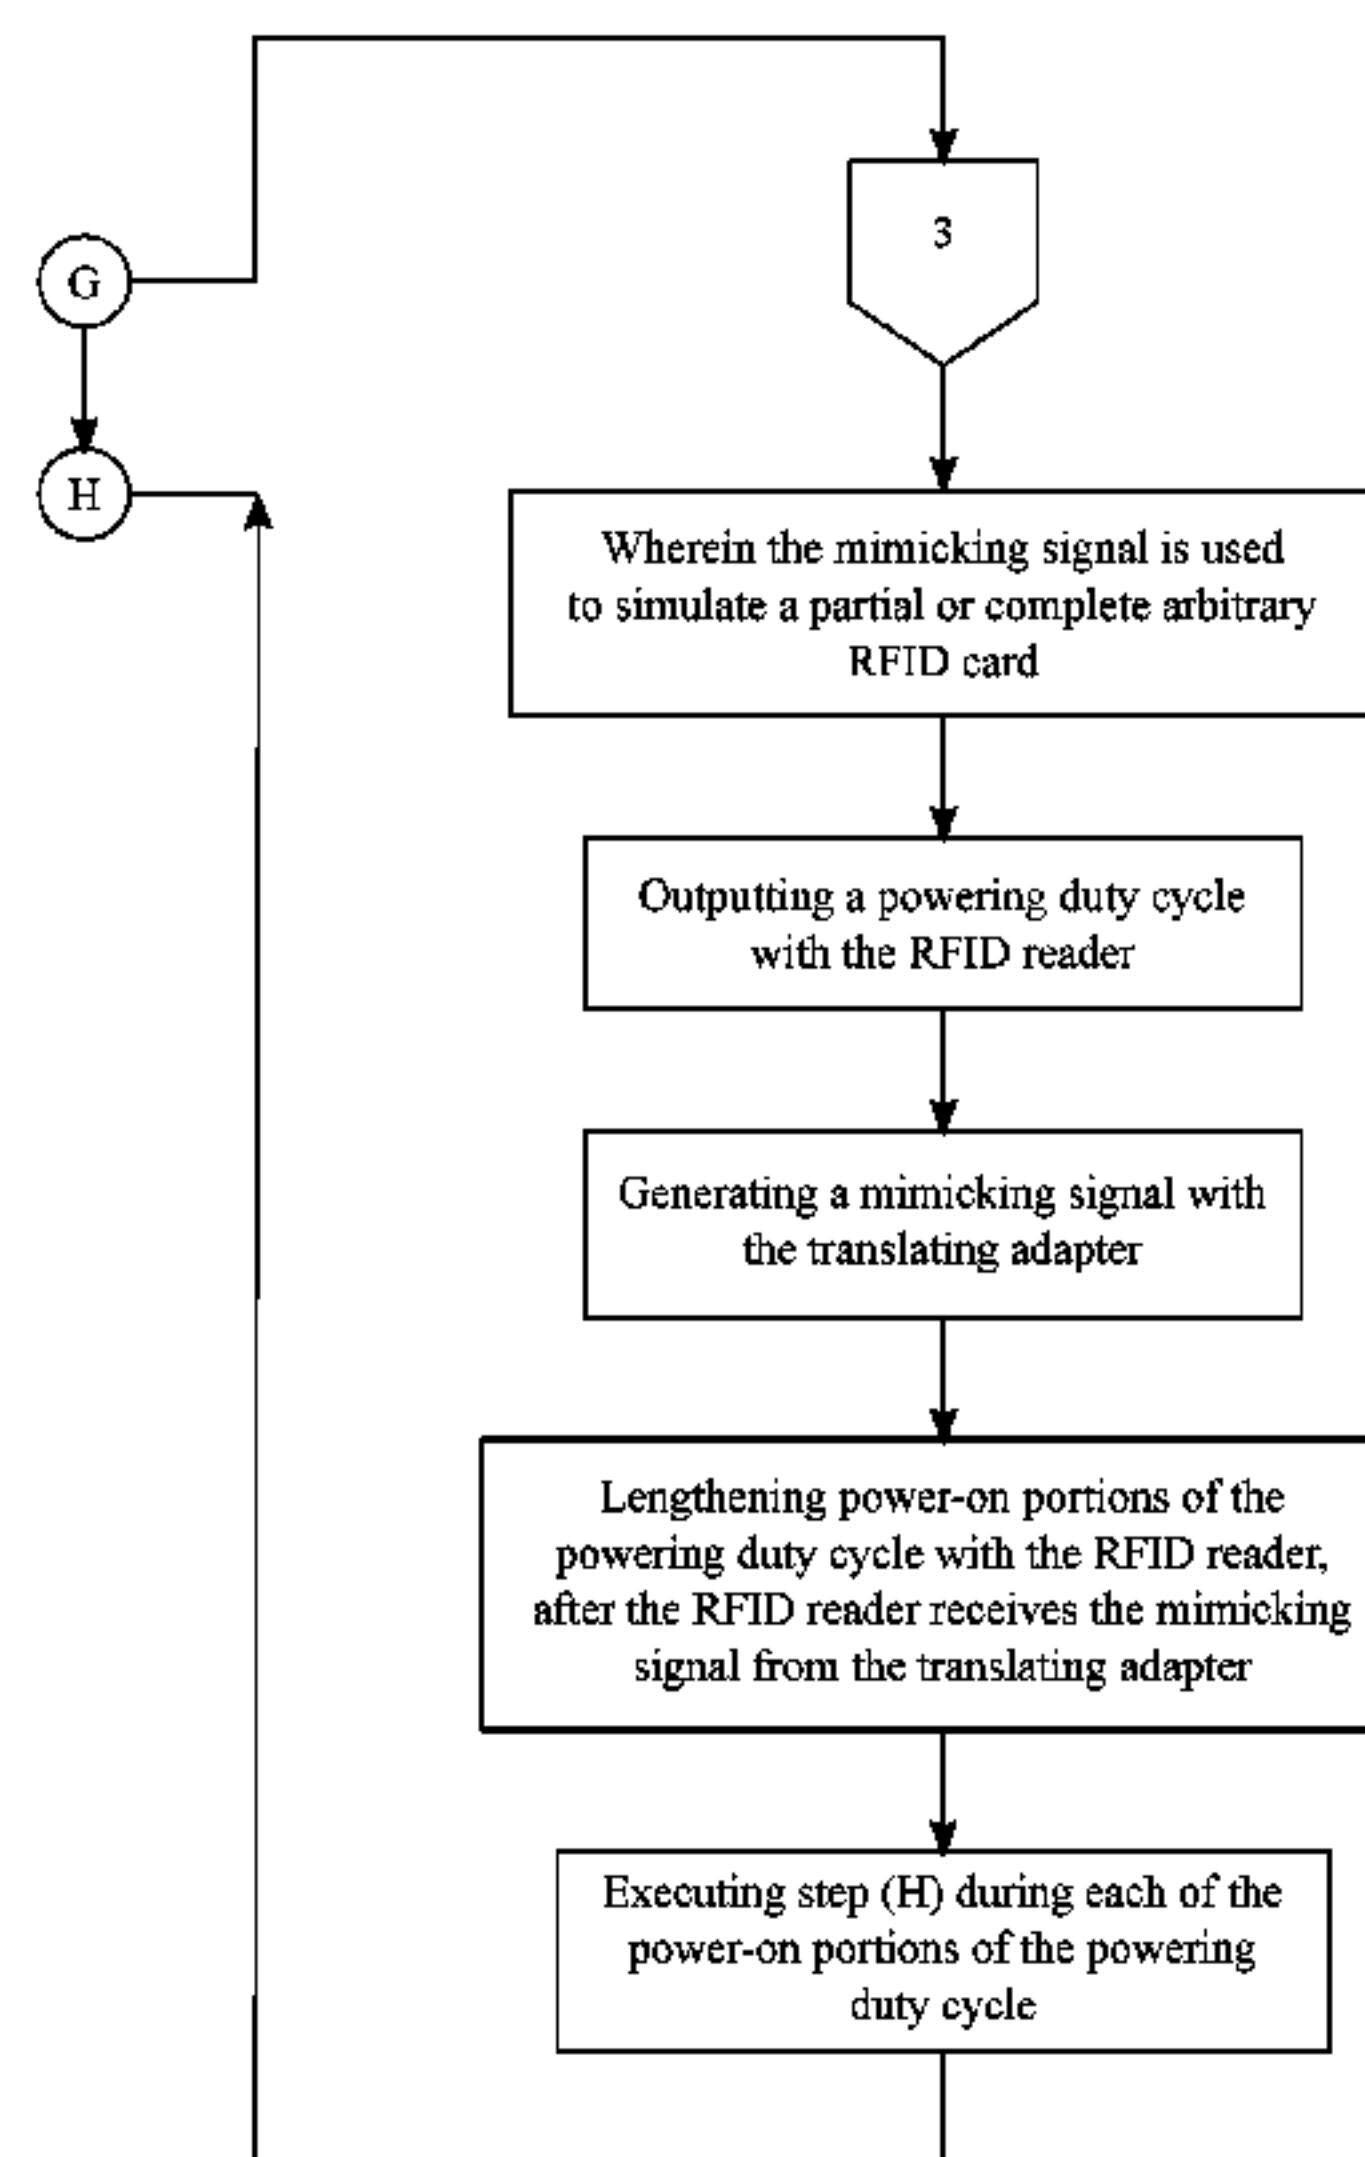 3
G
H
Wherein the mimicking signal is used
to simulate a partial or complete arbitrary
RFID card
Outputting a powering duty cycle
with the RFID reader
Generating a mimicking signal with
the translating adapter
Lengthening power-on portions of the
powering duty cycle with the RFID reader,
after the RFID reader receives the mimicking
signal from the translating adapter
Executing step (H) during each of the
power-on portions of the powering
duty cycle